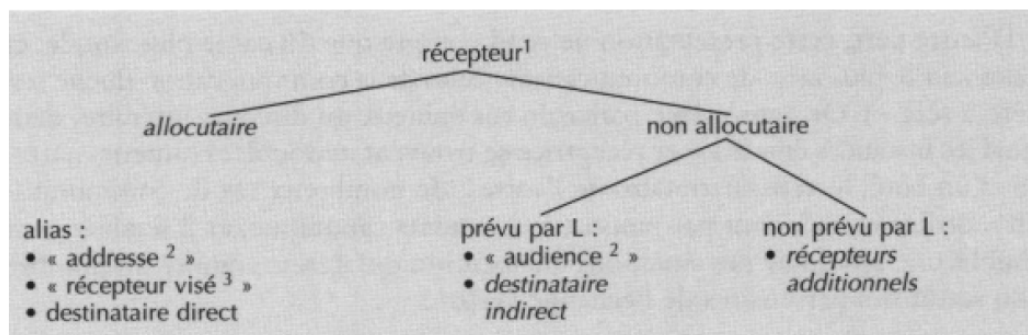 récepteur¹
allocutaire
non allocutaire
alias :
• « addresse ² »
• « récepteur visé ³ »
• destinataire direct
prévu par L :
• « audience ² »
• destinataire
indirect
non prévu par L :
• récepteurs
additionnels